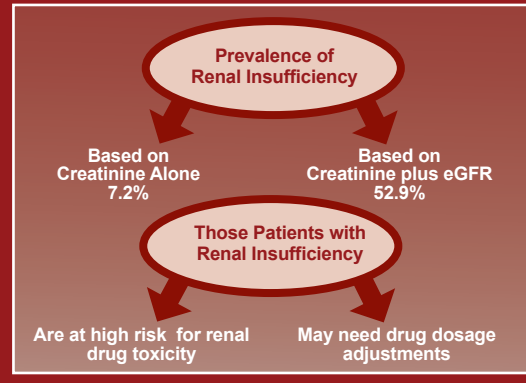 Prevalence of
Renal Insufficiency
Based on
Creatinine Alone
7.2%
Based on
Creatinine plus eGFR
52.9%
Those Patients with
Renal Insufficiency
Are at high risk for renal
drug toxicity
May need drug dosage
adjustments